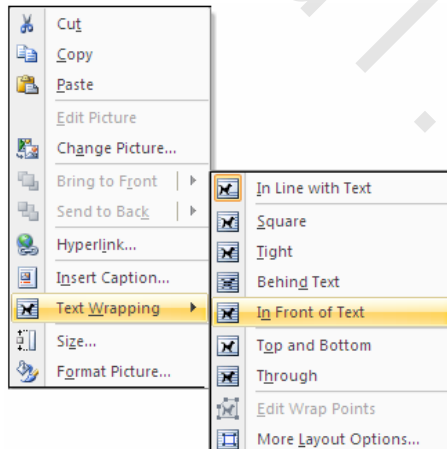 Cut
Copy
Paste
Edit Picture
Change Picture...
Bring to Front
Send to Back
Hyperlink...
Insert Caption...
Text Wrapping
Size...
Format Picture...
In Line with Text
Square
Tight
Behind Text
In Front of Text
Top and Bottom
Through
Edit Wrap Points
More Layout Options...